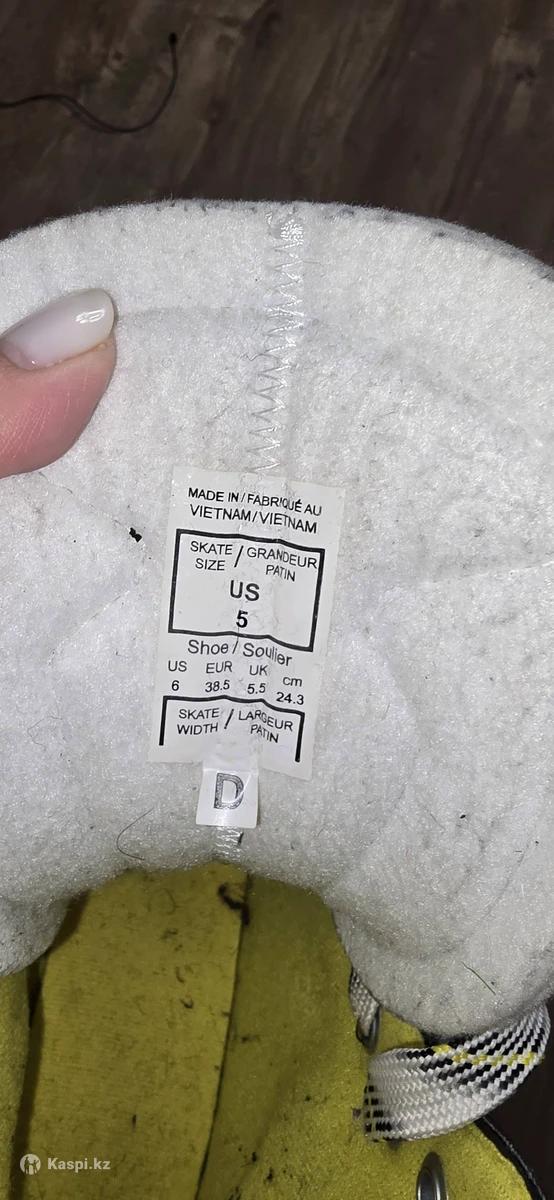 MADE IN / FABRIQUÉ AU
VIETNAM / VIETNAM
SKATE / GRANDEUR
SIZE PATIN
US
5
Shoe / Soulier
US EUR UK cm
6 38.5 5.5 24.3
SKATE / LARGEUR
WIDTH PATIN
D
Kaspi.kz